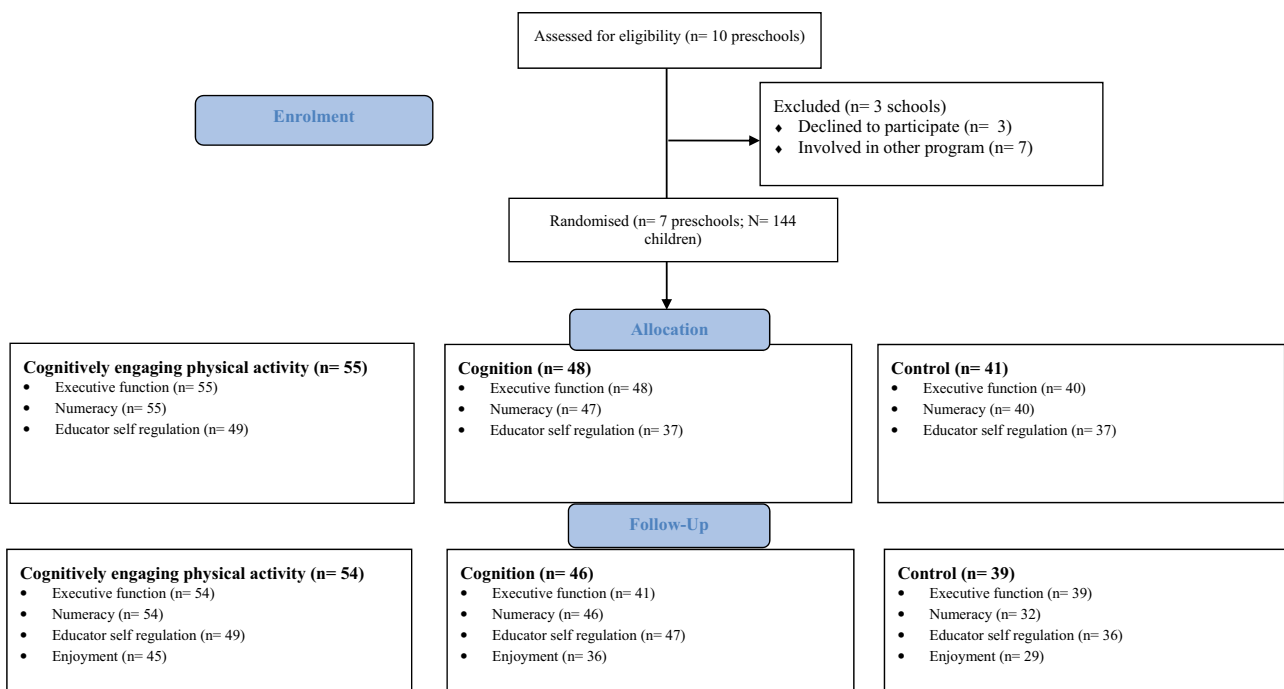 Assessed for eligibility (n= 10 preschools)
Enrolment
Excluded (n= 3 schools)
♦ Declined to participate (n= 3)
♦ Involved in other program (n= 7)
Randomised (n= 7 preschools; N= 144
children)
Allocation
Cognitively engaging physical activity (n= 55)
• Executive function (n= 55)
• Numeracy (n= 55)
• Educator self regulation (n= 49)
Cognition (n= 48)
• Executive function (n= 48)
• Numeracy (n= 47)
• Educator self regulation (n= 37)
Control (n= 41)
• Executive function (n= 40)
• Numeracy (n= 40)
• Educator self regulation (n= 37)
Follow-Up
Cognitively engaging physical activity (n= 54)
• Executive function (n= 54)
• Numeracy (n= 54)
• Educator self regulation (n= 49)
• Enjoyment (n= 45)
Cognition (n= 46)
• Executive function (n= 41)
• Numeracy (n= 46)
• Educator self regulation (n= 47)
• Enjoyment (n= 36)
Control (n= 39)
• Executive function (n= 39)
• Numeracy (n= 32)
• Educator self regulation (n= 36)
• Enjoyment (n= 29)